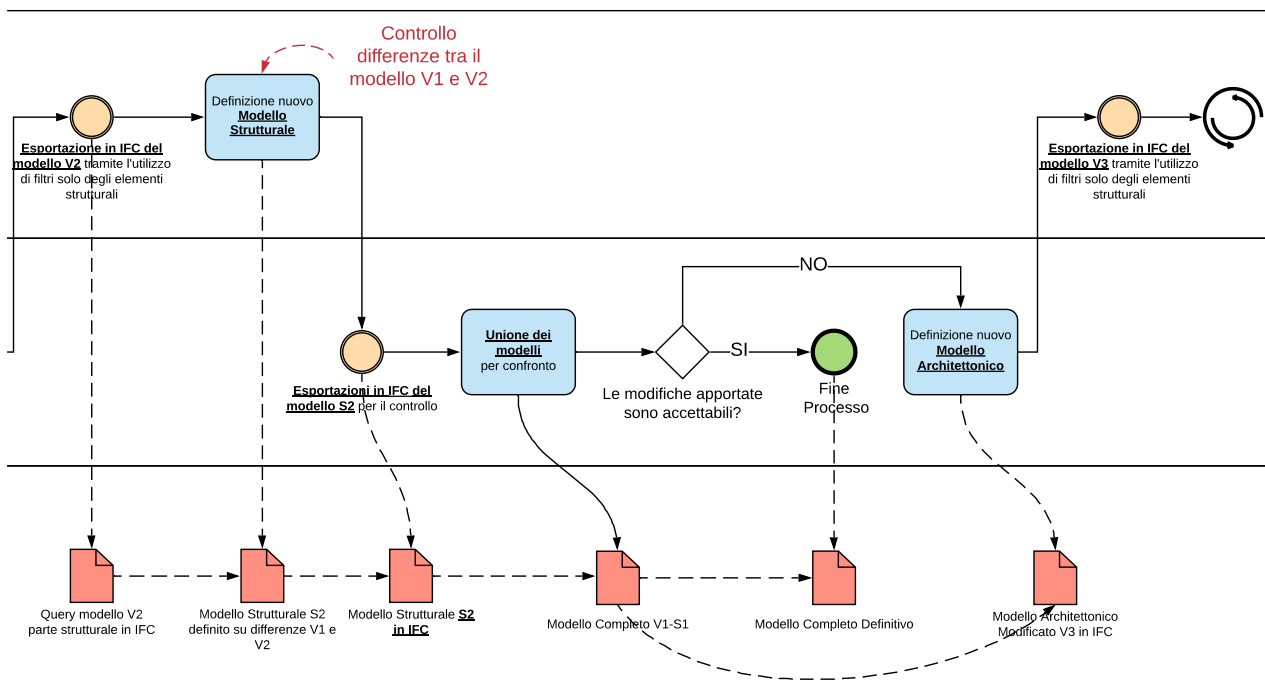 Controllo
differenze tra il
modello V1 e V2
Definizione nuovo
Modello
Strutturale
Esportazione in IFC del
modello V2 tramite l'utilizzo
di filtri solo degli elementi
strutturali
Esportazione in IFC del
modello V3 tramite l'utilizzo
di filtri solo degli elementi
strutturali
NO
Unione dei
modelli
per confronto
SI
Definizione nuovo
Modello
Architettonico
Esportazioni in IFC del
modello S2 per il controllo
Le modifiche apportate
sono accettabili?
Fine
Processo
Query modello V2
parte strutturale in IFC
Modello Strutturale S2
definito su differenze V1 e
V2
Modello Strutturale S2
in IFC
Modello Completo V1-S1
Modello Completo Definitivo
Modello Architettonico
Modificato V3 in IFC